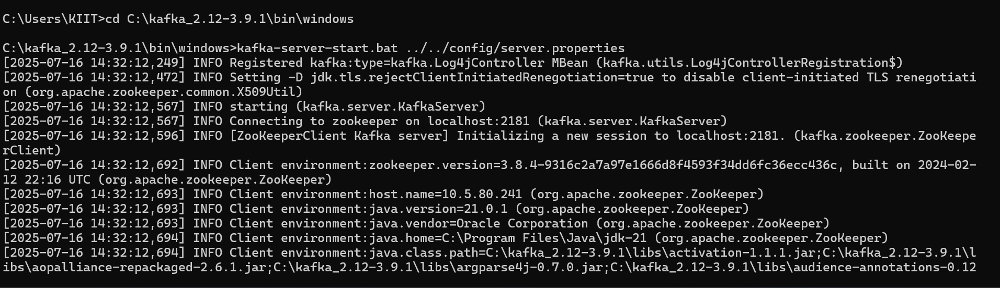 C:\Users\KIIT>cd C:\kafka_2.12-3.9.1\bin\windows
C:\kafka_2.12-3.9.1\bin\windows>kafka-server-start.bat ../../config/server.properties
[2025-07-16 14:32:12,249] INFO Registered kafka:type=kafka.Log4jController MBean (kafka.utils.Log4jControllerRegistration$)
[2025-07-16 14:32:12,472] INFO Setting -D jdk.tls.rejectClientInitiatedRenegotiation=true to disable client-initiated TLS renegotiati
on (org.apache.zookeeper.common.X509Util)
[2025-07-16 14:32:12,567] INFO starting (kafka.server.KafkaServer)
[2025-07-16 14:32:12,567] INFO Connecting to zookeeper on localhost:2181 (kafka.server.KafkaServer)
[2025-07-16 14:32:12,596] INFO [ZooKeeperClient Kafka server] Initializing a new session to localhost:2181. (kafka.zookeeper.ZooKeepe
rClient)
[2025-07-16 14:32:12,692] INFO Client environment:zookeeper.version=3.8.4-9316c2a7a97e1666d8f4593f34dd6fc36ecc436c, built on 2024-02-
12 22:16 UTC (org.apache.zookeeper.ZooKeeper)
[2025-07-16 14:32:12,693] INFO Client environment:host.name=10.5.80.241 (org.apache.zookeeper.ZooKeeper)
[2025-07-16 14:32:12,693] INFO Client environment:java.version=21.0.1 (org.apache.zookeeper.ZooKeeper)
[2025-07-16 14:32:12,693] INFO Client environment:java.vendor=Oracle Corporation (org.apache.zookeeper.ZooKeeper)
[2025-07-16 14:32:12,694] INFO Client environment:java.home=C:\Program Files\Java\jdk-21 (org.apache.zookeeper.ZooKeeper)
[2025-07-16 14:32:12,694] INFO Client environment:java.class.path=C:\kafka_2.12-3.9.1\libs\activation-1.1.1.jar;C:\kafka_2.12-3.9.1\l
ibs\aopalliance-repackaged-2.6.1.jar;C:\kafka_2.12-3.9.1\libs\argparse4j-0.7.0.jar;C:\kafka_2.12-3.9.1\libs\audience-annotations-0.12